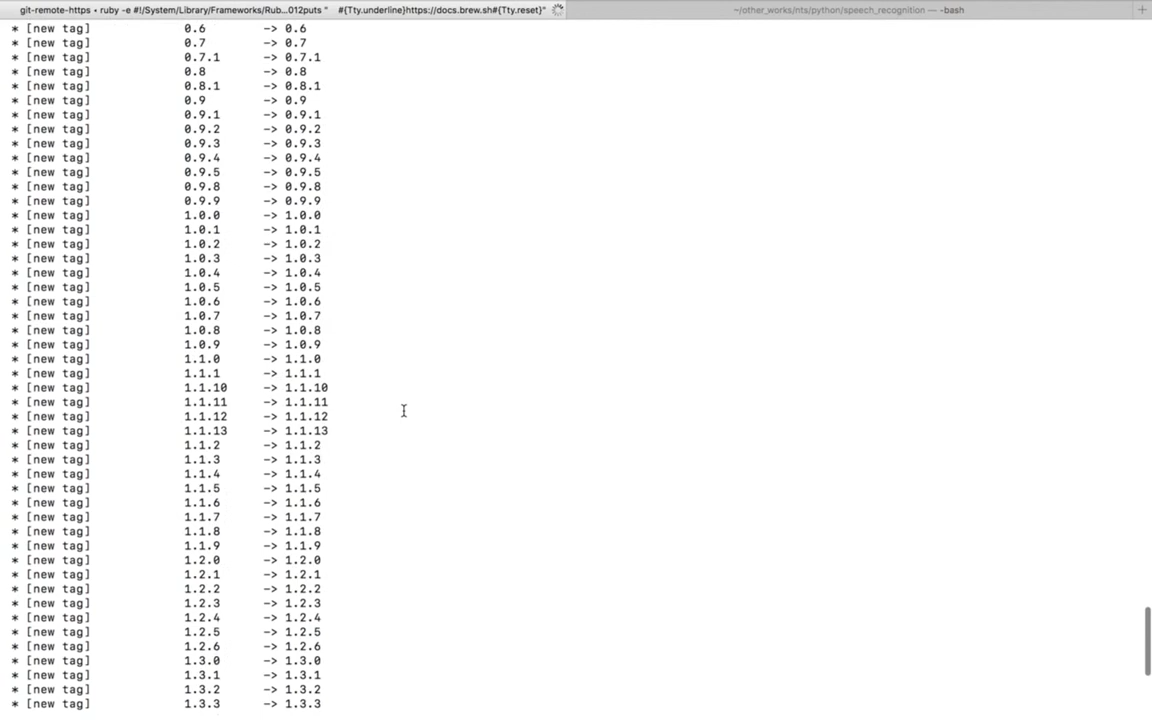 git-remote-https • ruby -e #!/System/Library/Frameworks/Rub...012puts " #{Tty.underline}https://docs.brew.sh#{Tty.reset}"
~/other_works/nts/python/speech_recognition — -bash
* [new tag] 0.6 -> 0.6
* [new tag] 0.7 -> 0.7
* [new tag] 0.7.1 -> 0.7.1
* [new tag] 0.8 -> 0.8
* [new tag] 0.8.1 -> 0.8.1
* [new tag] 0.9 -> 0.9
* [new tag] 0.9.1 -> 0.9.1
* [new tag] 0.9.2 -> 0.9.2
* [new tag] 0.9.3 -> 0.9.3
* [new tag] 0.9.4 -> 0.9.4
* [new tag] 0.9.5 -> 0.9.5
* [new tag] 0.9.8 -> 0.9.8
* [new tag] 0.9.9 -> 0.9.9
* [new tag] 1.0.0 -> 1.0.0
* [new tag] 1.0.1 -> 1.0.1
* [new tag] 1.0.2 -> 1.0.2
* [new tag] 1.0.3 -> 1.0.3
* [new tag] 1.0.4 -> 1.0.4
* [new tag] 1.0.5 -> 1.0.5
* [new tag] 1.0.6 -> 1.0.6
* [new tag] 1.0.7 -> 1.0.7
* [new tag] 1.0.8 -> 1.0.8
* [new tag] 1.0.9 -> 1.0.9
* [new tag] 1.1.0 -> 1.1.0
* [new tag] 1.1.1 -> 1.1.1
* [new tag] 1.1.10 -> 1.1.10
* [new tag] 1.1.11 -> 1.1.11
* [new tag] 1.1.12 -> 1.1.12
* [new tag] 1.1.13 -> 1.1.13
* [new tag] 1.1.2 -> 1.1.2
* [new tag] 1.1.3 -> 1.1.3
* [new tag] 1.1.4 -> 1.1.4
* [new tag] 1.1.5 -> 1.1.5
* [new tag] 1.1.6 -> 1.1.6
* [new tag] 1.1.7 -> 1.1.7
* [new tag] 1.1.8 -> 1.1.8
* [new tag] 1.1.9 -> 1.1.9
* [new tag] 1.2.0 -> 1.2.0
* [new tag] 1.2.1 -> 1.2.1
* [new tag] 1.2.2 -> 1.2.2
* [new tag] 1.2.3 -> 1.2.3
* [new tag] 1.2.4 -> 1.2.4
* [new tag] 1.2.5 -> 1.2.5
* [new tag] 1.2.6 -> 1.2.6
* [new tag] 1.3.0 -> 1.3.0
* [new tag] 1.3.1 -> 1.3.1
* [new tag] 1.3.2 -> 1.3.2
* [new tag] 1.3.3 -> 1.3.3